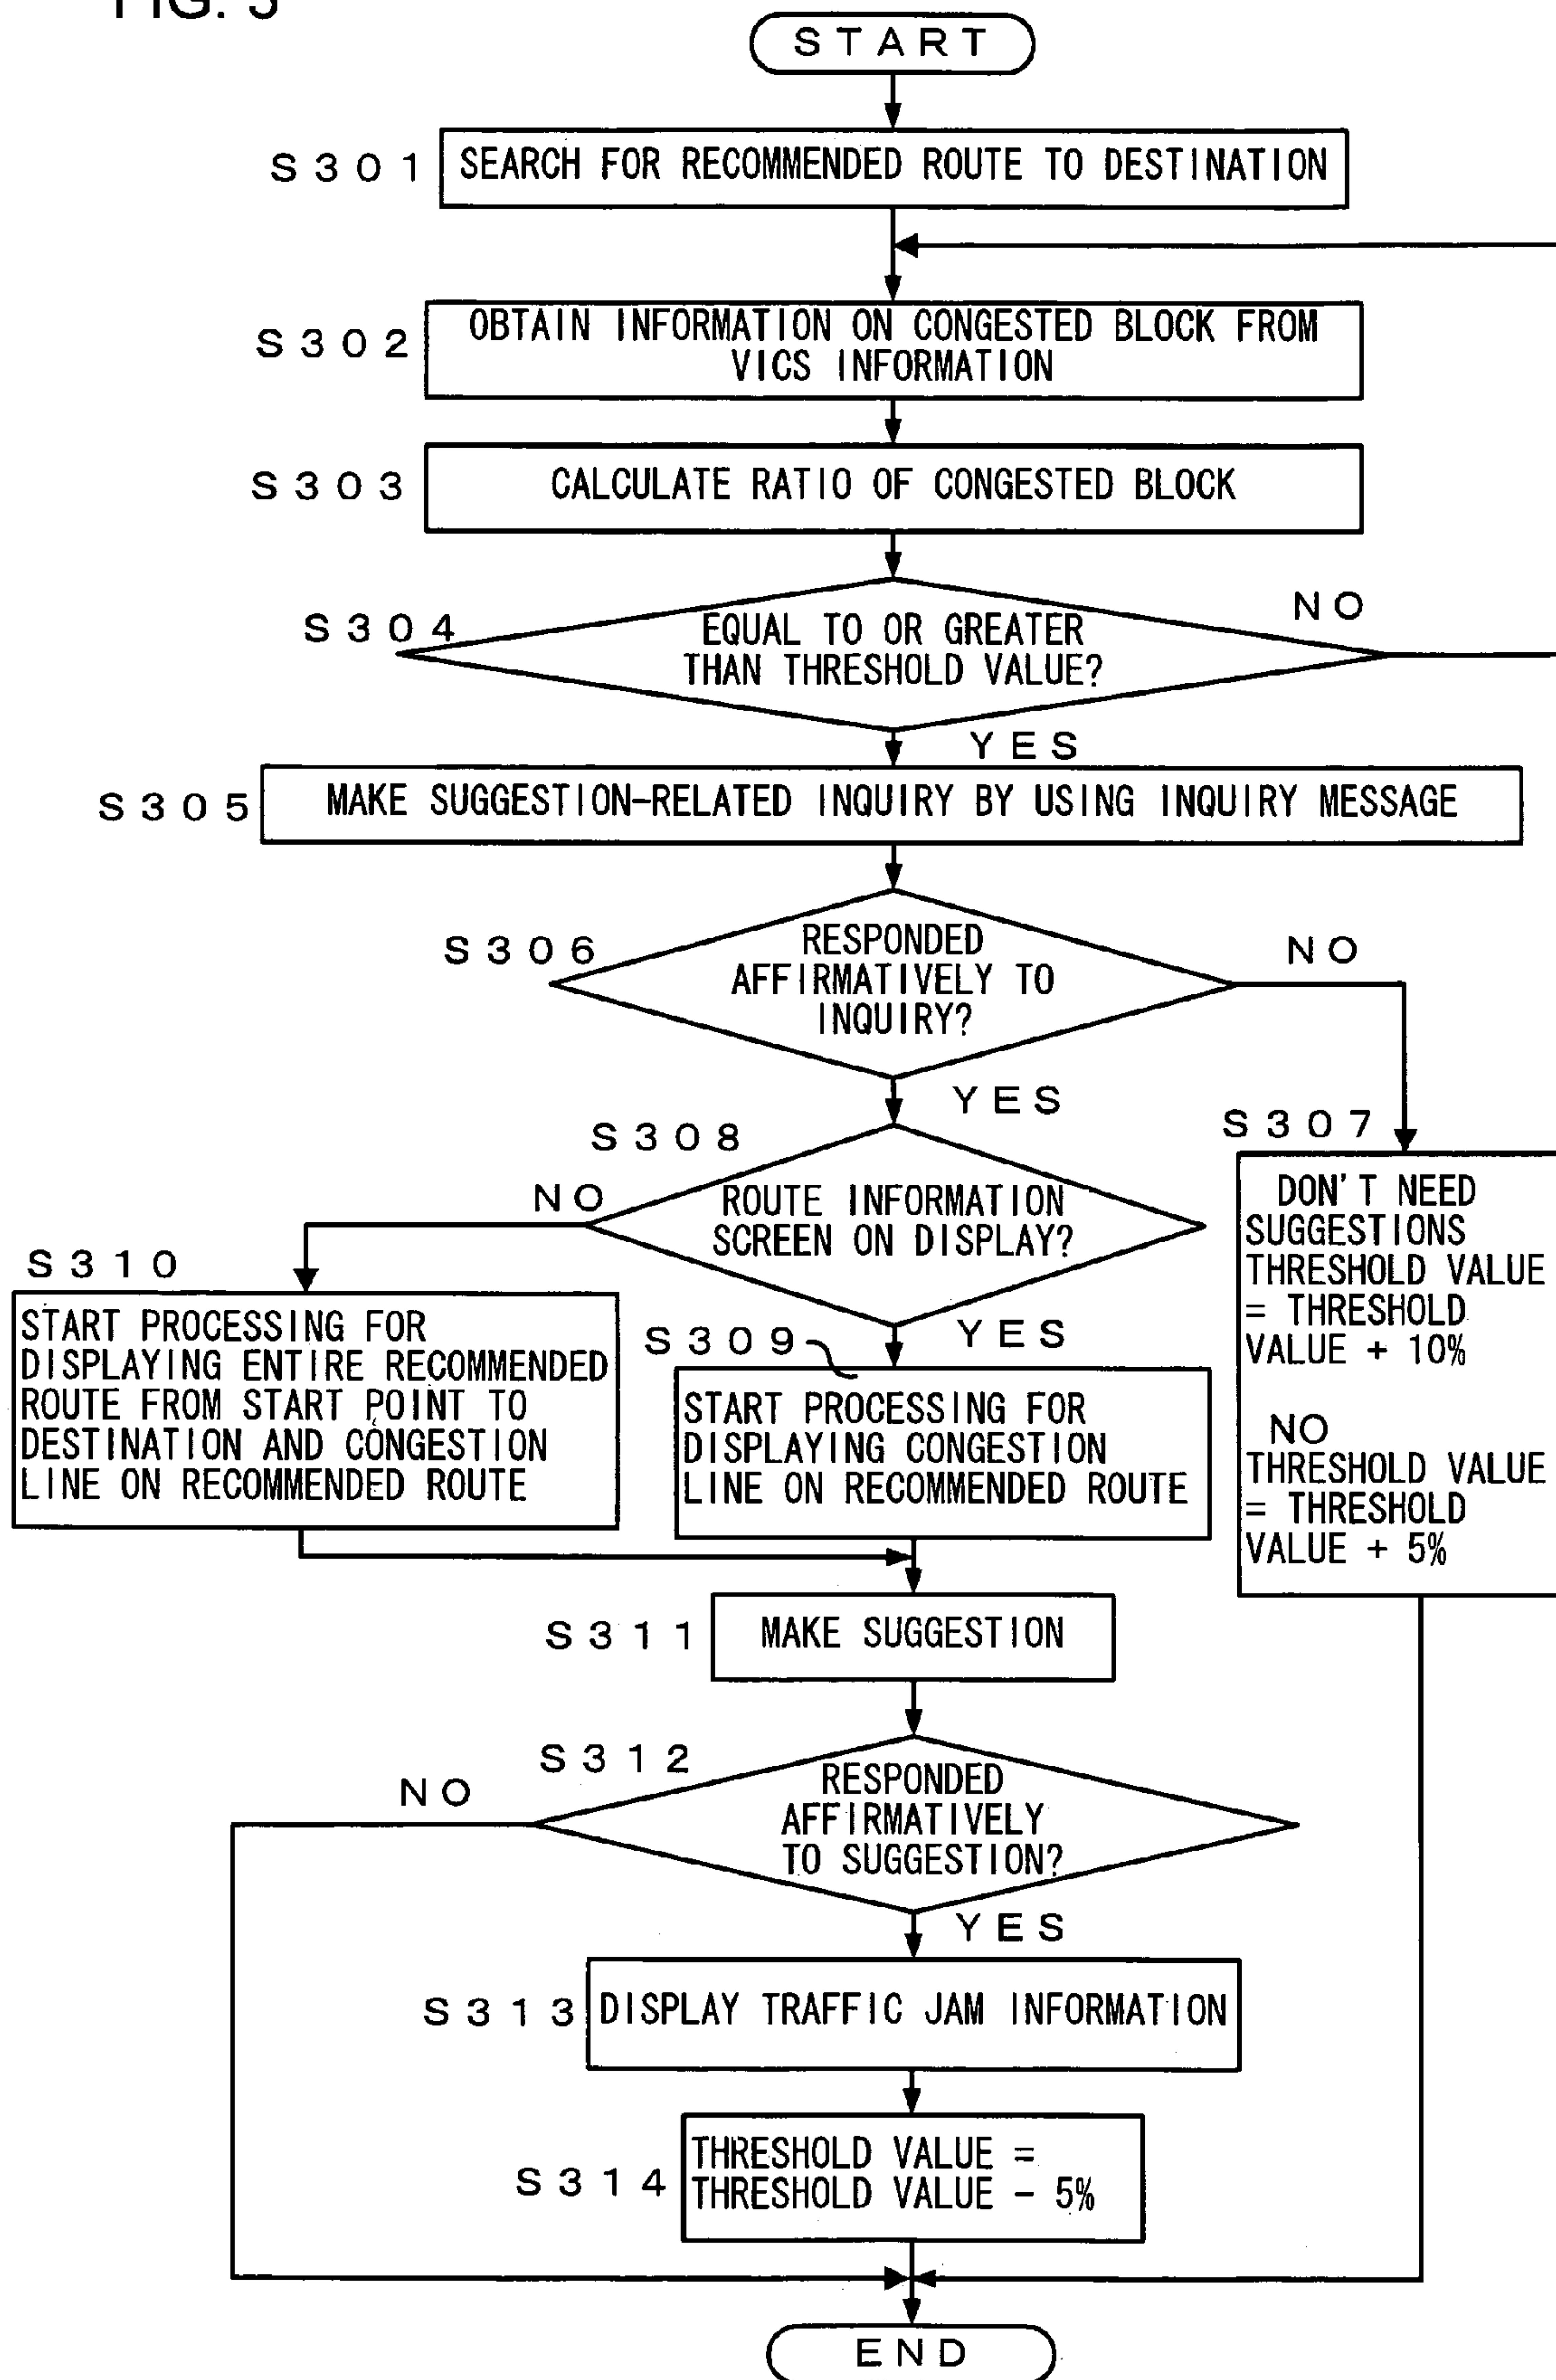 FIG. 3
START
S301
SEARCH FOR RECOMMENDED ROUTE TO DESTINATION
S302
OBTAIN INFORMATION ON CONGESTED BLOCK FROM
VICS INFORMATION
S303
CALCULATE RATIO OF CONGESTED BLOCK
S304
EQUAL TO OR GREATER
THAN THRESHOLD VALUE?
NO
YES
S305
MAKE SUGGESTION-RELATED INQUIRY BY USING INQUIRY MESSAGE
S306
RESPONDED
AFFIRMATIVELY TO
INQUIRY?
NO
YES
S307
DON'T NEED
SUGGESTIONS
THRESHOLD VALUE
= THRESHOLD
VALUE + 10%
NO
THRESHOLD VALUE
= THRESHOLD
VALUE + 5%
S308
ROUTE INFORMATION
SCREEN ON DISPLAY?
NO
YES
S310
START PROCESSING FOR
DISPLAYING ENTIRE RECOMMENDED
ROUTE FROM START POINT TO
DESTINATION AND CONGESTION
LINE ON RECOMMENDED ROUTE
S309
START PROCESSING FOR
DISPLAYING CONGESTION
LINE ON RECOMMENDED ROUTE
S311
MAKE SUGGESTION
S312
RESPONDED
AFFIRMATIVELY
TO SUGGESTION?
NO
YES
S313
DISPLAY TRAFFIC JAM INFORMATION
S314
THRESHOLD VALUE =
THRESHOLD VALUE - 5%
END